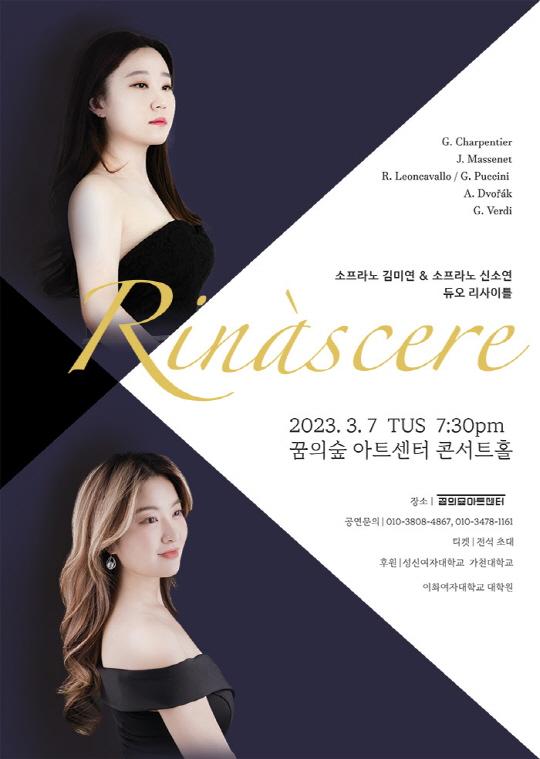 G. Charpentier
J. Massenet
R. Leoncavallo / G. Puccini
A. Dvořák
G. Verdi
소프라노 김미연 & 소프라노 신소연
듀오 리사이틀
Rinàscere
2023. 3. 7 TUS 7:30pm
꿈의숲 아트센터 콘서트홀
장소 | 꿈의숲아트센터
공연문의 | 010-3808-4867, 010-3478-1161
티켓 | 전석 초대
후원 | 성신여자대학교 가천대학교
이화여자대학교 대학원